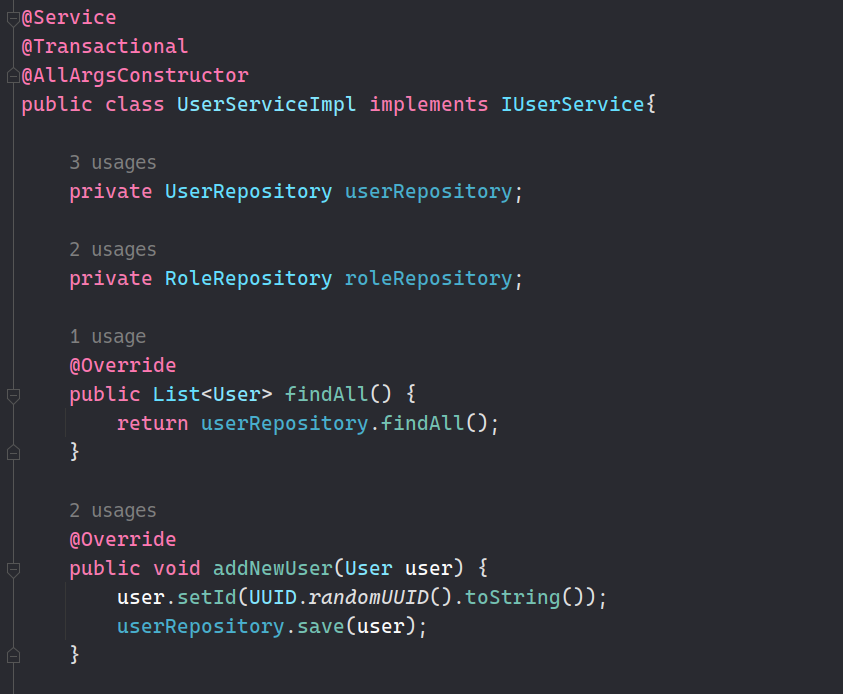 @Service
@Transactional
@AllArgsConstructor
public class UserServiceImpl implements IUserService{
3 usages
private UserRepository userRepository;
2 usages
private RoleRepository roleRepository;
1 usage
@Override
public List<User> findAll() {
return userRepository.findAll();
}
2 usages
@Override
public void addNewUser(User user) {
user.setId(UUID.randomUUID().toString());
userRepository.save(user);
}